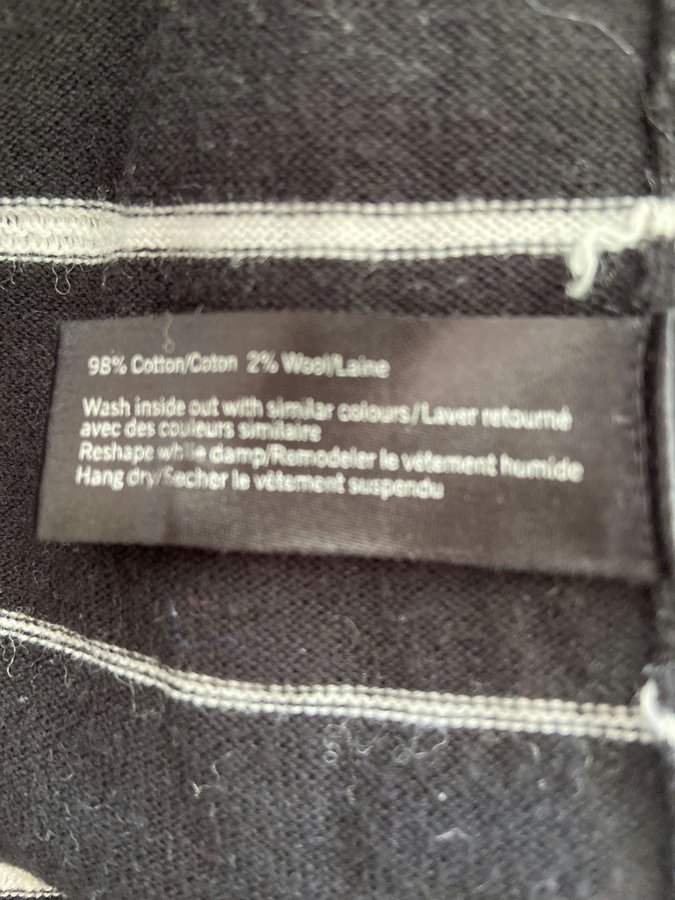 98% Cotton/Coton 2% Wool/Laine
Wash inside out with similar colours/Laver retourné
avec des couleurs similaire
Reshape while damp/Remodeler le vêtement humide
Hang dry/Secher le vêtement suspendu